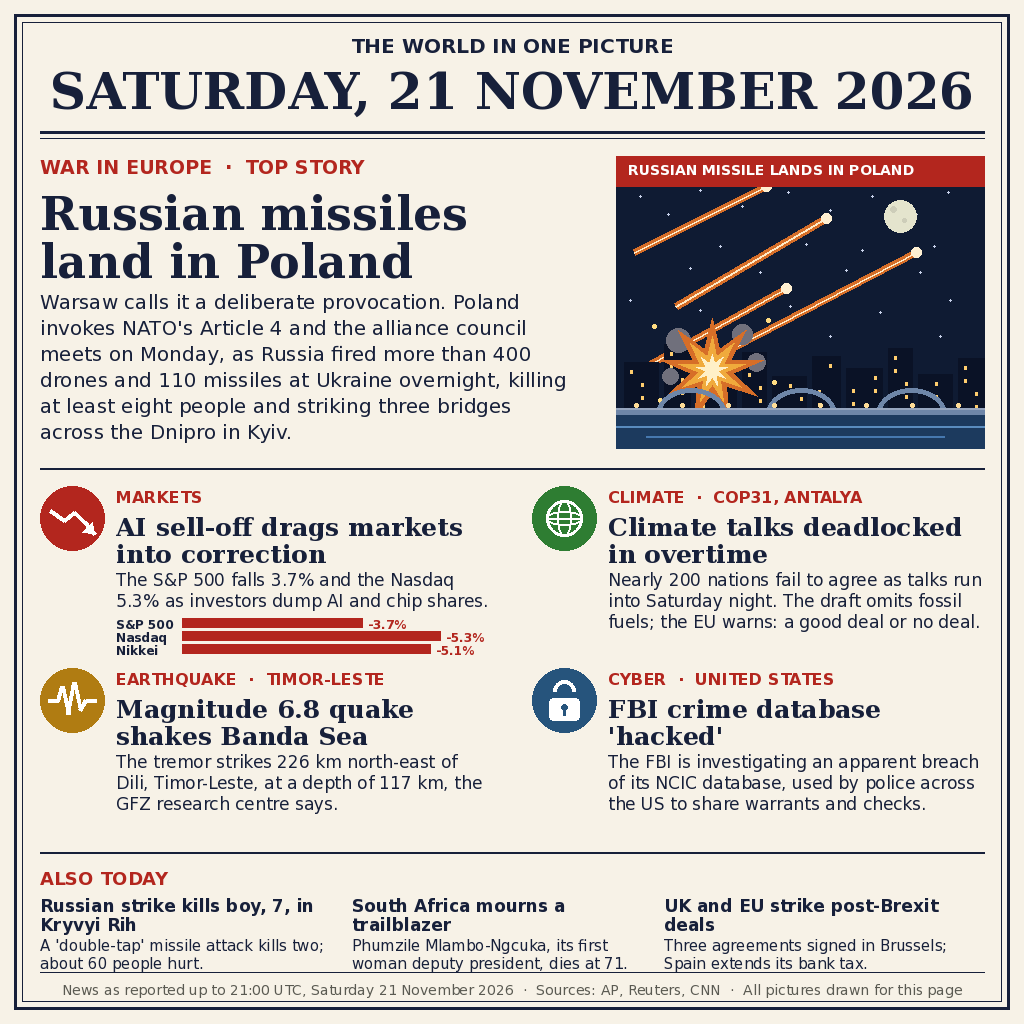 THE WORLD IN ONE PICTURE
SATURDAY, 21 NOVEMBER 2026
WAR IN EUROPE · TOP STORY
Russian missiles
land in Poland
Warsaw calls it a deliberate provocation. Poland
invokes NATO's Article 4 and the alliance council
meets on Monday, as Russia fired more than 400
drones and 110 missiles at Ukraine overnight, killing
at least eight people and striking three bridges
across the Dnipro in Kyiv.
RUSSIAN MISSILE LANDS IN POLAND
MARKETS
AI sell-off drags markets
into correction
The S&P 500 falls 3.7% and the Nasdaq
5.3% as investors dump AI and chip shares.
S&P 500 -3.7%
Nasdaq -5.3%
Nikkei -5.1%
CLIMATE · COP31, ANTALYA
Climate talks deadlocked
in overtime
Nearly 200 nations fail to agree as talks run
into Saturday night. The draft omits fossil
fuels; the EU warns: a good deal or no deal.
EARTHQUAKE · TIMOR-LESTE
Magnitude 6.8 quake
shakes Banda Sea
The tremor strikes 226 km north-east of
Dili, Timor-Leste, at a depth of 117 km, the
GFZ research centre says.
CYBER · UNITED STATES
FBI crime database
'hacked'
The FBI is investigating an apparent breach
of its NCIC database, used by police across
the US to share warrants and checks.
ALSO TODAY
Russian strike kills boy, 7, in
Kryvyi Rih
A 'double-tap' missile attack kills two;
about 60 people hurt.
South Africa mourns a
trailblazer
Phumzile Mlambo-Ngcuka, its first
woman deputy president, dies at 71.
UK and EU strike post-Brexit
deals
Three agreements signed in Brussels;
Spain extends its bank tax.
News as reported up to 21:00 UTC, Saturday 21 November 2026 · Sources: AP, Reuters, CNN · All pictures drawn for this page